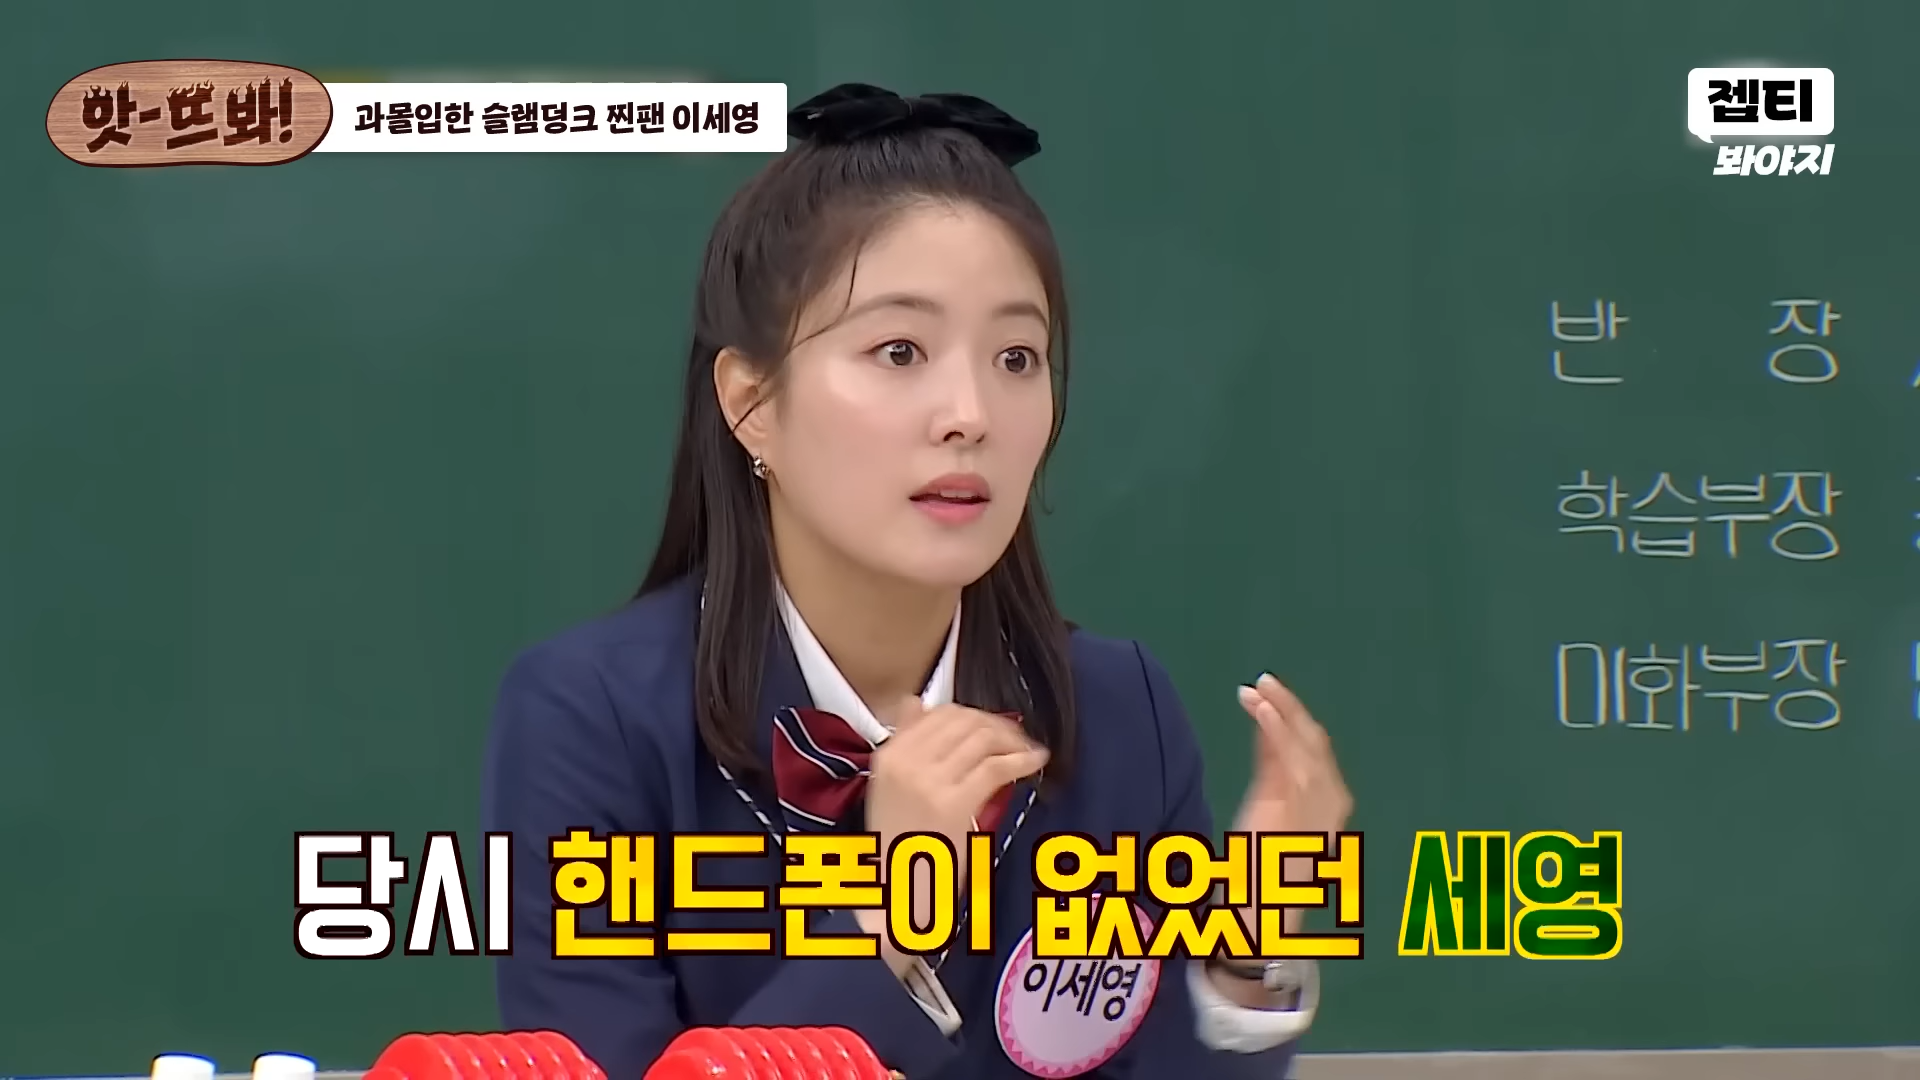 앗-뜨봐!
과몰입한 슬램덩크 찐팬 이세영
젭티
봐야지
반 장
학습부장
미화부장
당시 핸드폰이 없었던 세영
이세영